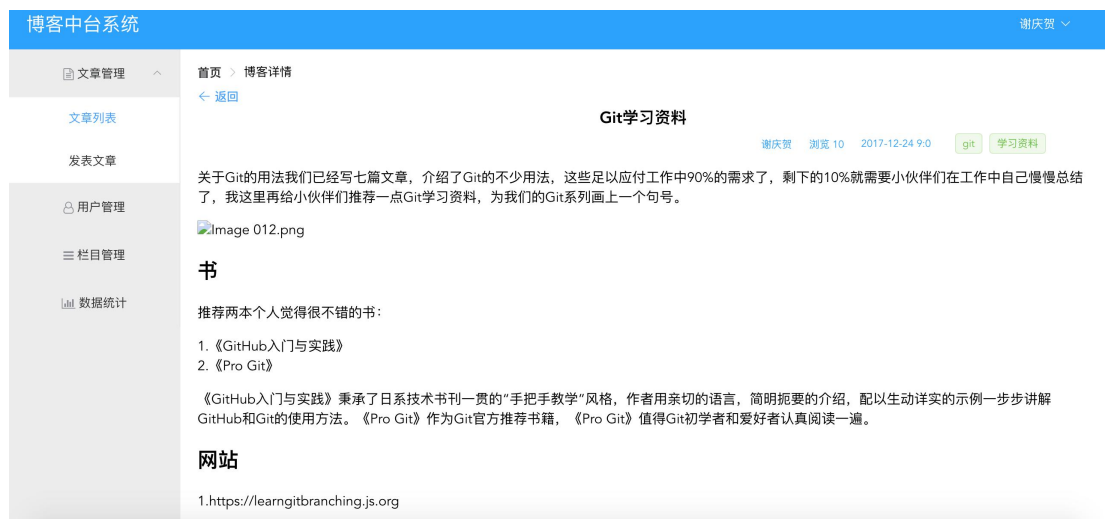 博客中台系统
谢庆贺
文章管理
文章列表
发表文章
用户管理
栏目管理
数据统计
首页 > 博客详情
← 返回
Git学习资料
谢庆贺 浏览 10 2017-12-24 9:0 git 学习资料
关于Git的用法我们已经写七篇文章，介绍了Git的不少用法，这些足以应付工作中90%的需求了，剩下的10%就需要小伙伴们在工作中自己慢慢总结
了，我这里再给小伙伴们推荐一点Git学习资料，为我们的Git系列画上一个句号。
Image 012.png
书
推荐两本个人觉得很不错的书：
1.《GitHub入门与实践》
2.《Pro Git》
《GitHub入门与实践》秉承了日系技术书刊一贯的“手把手教学”风格，作者用亲切的语言，简明扼要的介绍，配以生动详实的示例一步步讲解
GitHub和Git的使用方法。《Pro Git》作为Git官方推荐书籍，《Pro Git》值得Git初学者和爱好者认真阅读一遍。
网站
1.https://learngitbranching.js.org